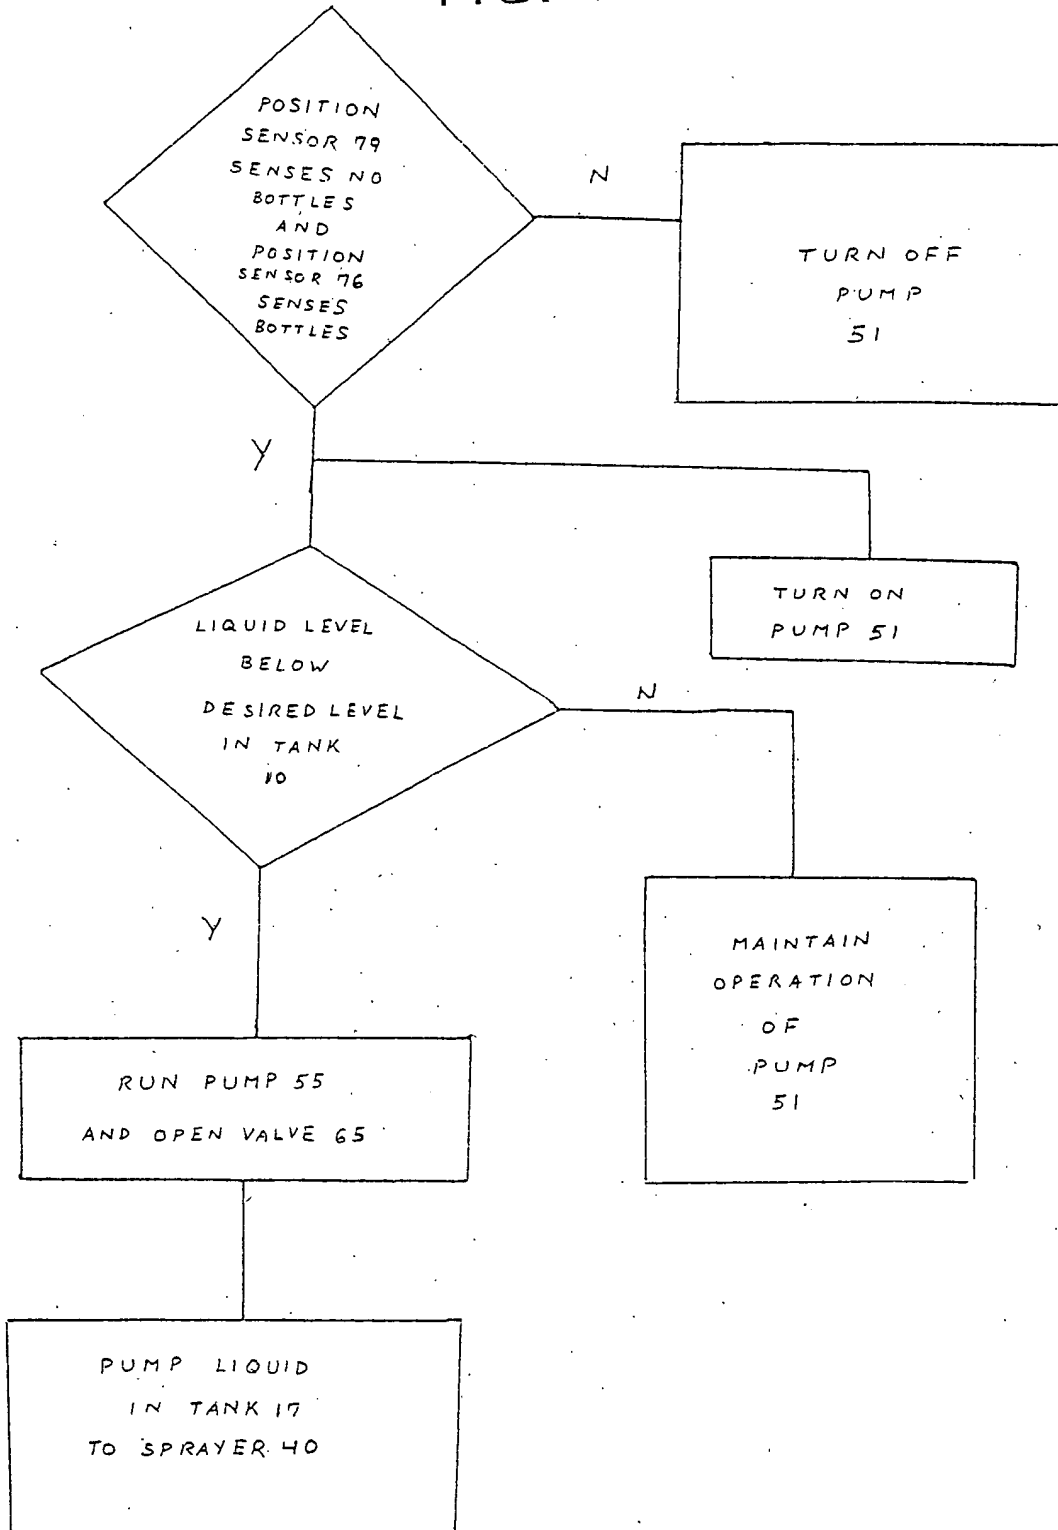 POSITION
SENSOR 79
SENSES NO
BOTTLES
AND
POSITION
SENSOR 76
SENSES
BOTTLES
N
TURN OFF
PUMP
51
Y
TURN ON
PUMP 51
LIQUID LEVEL
BELOW
DESIRED LEVEL
IN TANK
10
N
Y
MAINTAIN
OPERATION
OF
PUMP
51
RUN PUMP 55
AND OPEN VALVE 65
PUMP LIQUID
IN TANK 17
TO SPRAYER 40